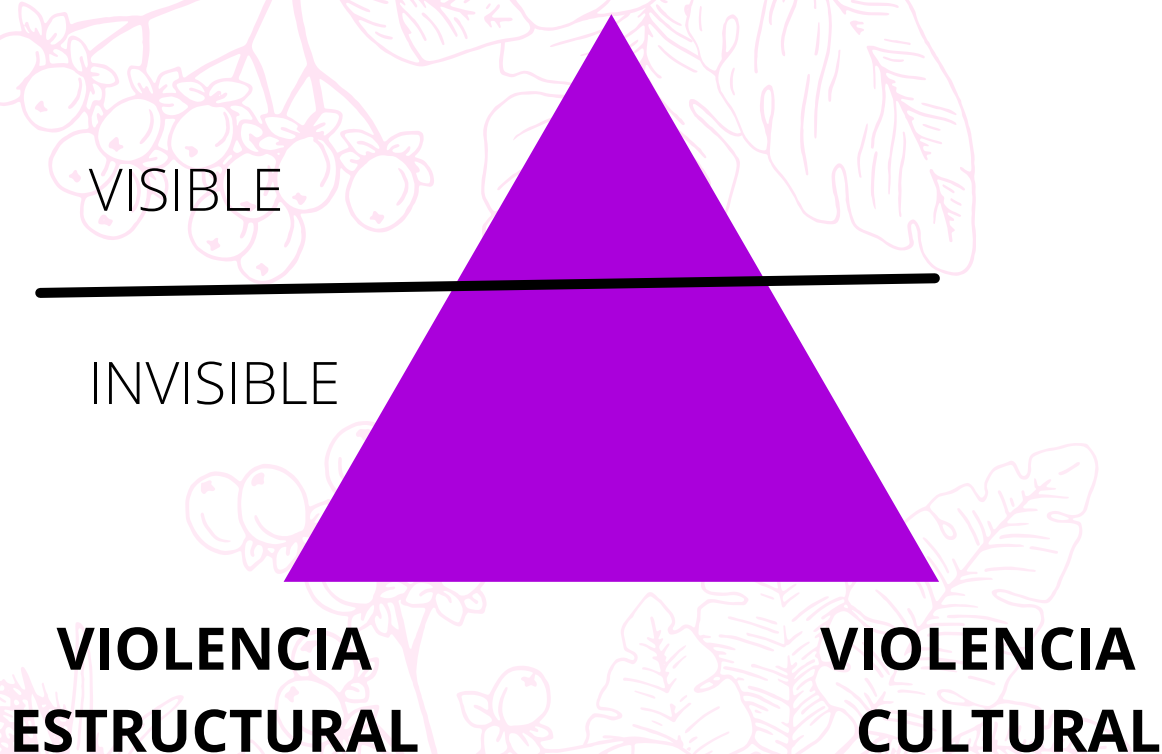 VISIBLE
INVISIBLE
VIOLENCIA
ESTRUCTURAL
VIOLENCIA
CULTURAL